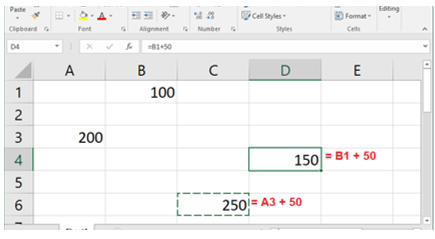 Paste
Cell Styles
Format
Editing
Clipboard Font Alignment Number Styles Cells
D4 fx =B1+50
A B C D E
1 100
2
3 200
4 150 = B1 + 50
5
6 250 = A3 + 50